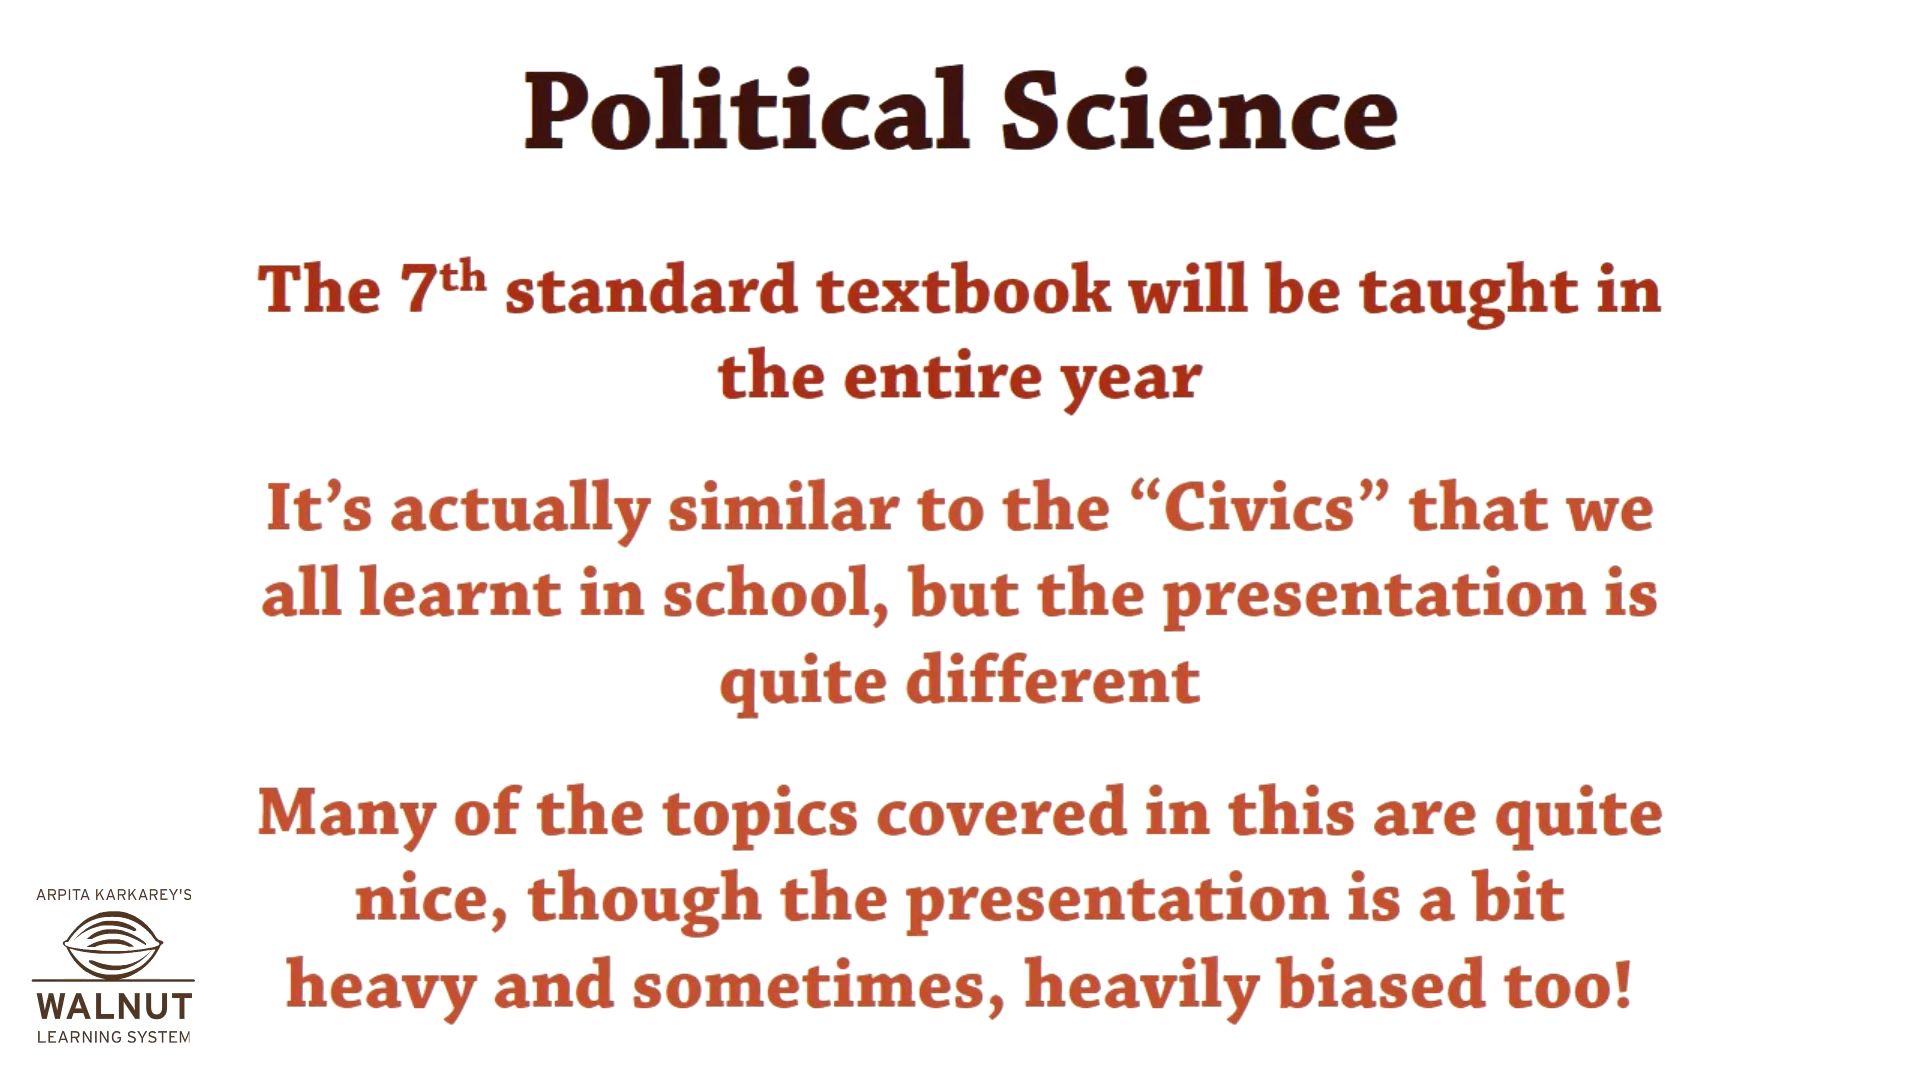 Political Science
The 7th standard textbook will be taught in
the entire year
It’s actually similar to the “Civics” that we
all learnt in school, but the presentation is
quite different
Many of the topics covered in this are quite
nice, though the presentation is a bit
heavy and sometimes, heavily biased too!
ARPITA KARKAREY'S
WALNUT
LEARNING SYSTEM